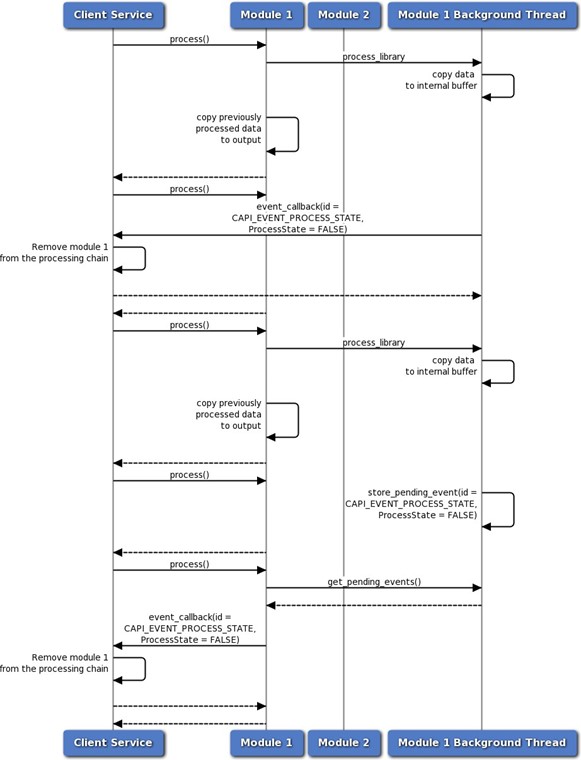 Client Service
Module 1
Module 2
Module 1 Background Thread
process()
process_library
copy data
to internal buffer
copy previously
processed data
to output
process()
event_callback(id =
CAPI_EVENT_PROCESS_STATE,
ProcessState = FALSE)
Remove module 1
from the processing chain
process()
process_library
copy data
to internal buffer
copy previously
processed data
to output
process()
store_pending_event(id =
CAPI_EVENT_PROCESS_STATE,
ProcessState = FALSE)
process()
get_pending_events()
event_callback(id =
CAPI_EVENT_PROCESS_STATE,
ProcessState = FALSE)
Remove module 1
from the processing chain
Client Service
Module 1
Module 2
Module 1 Background Thread